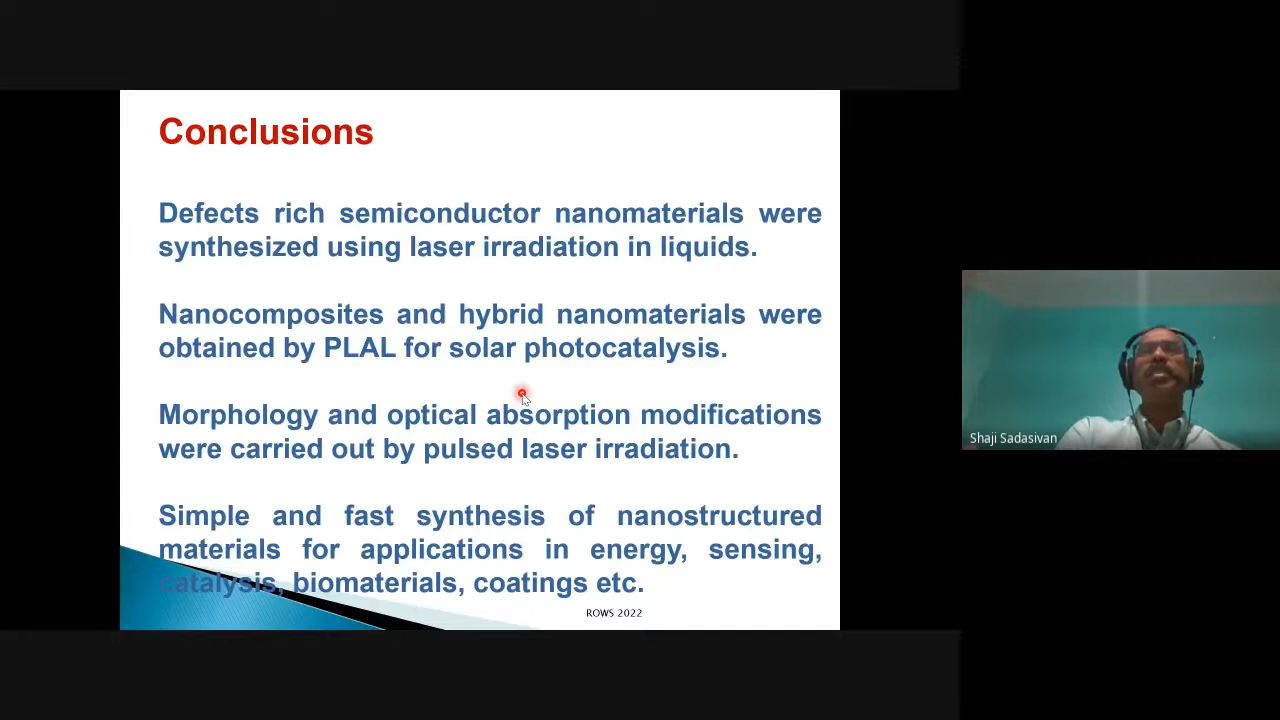 Conclusions
Defects rich semiconductor nanomaterials were
synthesized using laser irradiation in liquids.
Nanocomposites and hybrid nanomaterials were
obtained by PLAL for solar photocatalysis.
Morphology and optical absorption modifications
were carried out by pulsed laser irradiation.
Simple and fast synthesis of nanostructured
materials for applications in energy, sensing,
catalysis, biomaterials, coatings etc.
ROWS 2022
Shaji Sadasivan